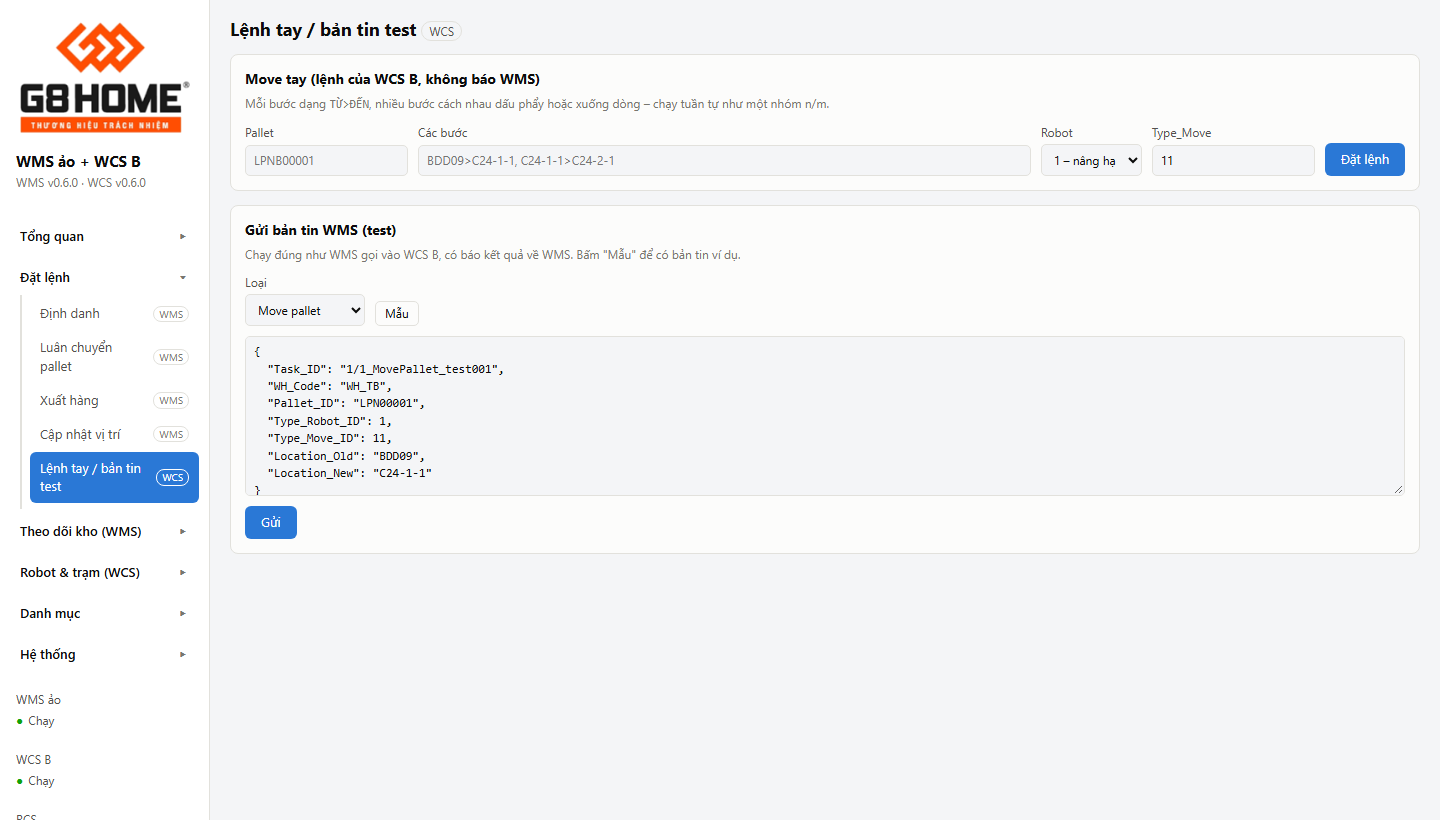 G8 HOME®
THƯƠNG HIỆU TRÁCH NHIỆM
WMS ảo + WCS B
WMS v0.6.0 · WCS v0.6.0
Tổng quan ▸
Đặt lệnh ▾
Định danh WMS
Luân chuyển
pallet WMS
Xuất hàng WMS
Cập nhật vị trí WMS
Lệnh tay / bản tin
test WCS
Theo dõi kho (WMS) ▸
Robot & trạm (WCS) ▸
Danh mục ▸
Hệ thống ▸
WMS ảo
● Chạy
WCS B
● Chạy
Lệnh tay / bản tin test WCS
Move tay (lệnh của WCS B, không báo WMS)
Mỗi bước dạng TỪ>ĐẾN, nhiều bước cách nhau dấu phẩy hoặc xuống dòng – chạy tuần tự như một nhóm n/m.
Pallet Các bước Robot Type_Move
LPNB00001 BDD09>C24-1-1, C24-1-1>C24-2-1 1 – nâng hạ 11 Đặt lệnh
Gửi bản tin WMS (test)
Chạy đúng như WMS gọi vào WCS B, có báo kết quả về WMS. Bấm "Mẫu" để có bản tin ví dụ.
Loại
Move pallet Mẫu
{
"Task_ID": "1/1_MovePallet_test001",
"WH_Code": "WH_TB",
"Pallet_ID": "LPN00001",
"Type_Robot_ID": 1,
"Type_Move_ID": 11,
"Location_Old": "BDD09",
"Location_New": "C24-1-1"
}
Gửi